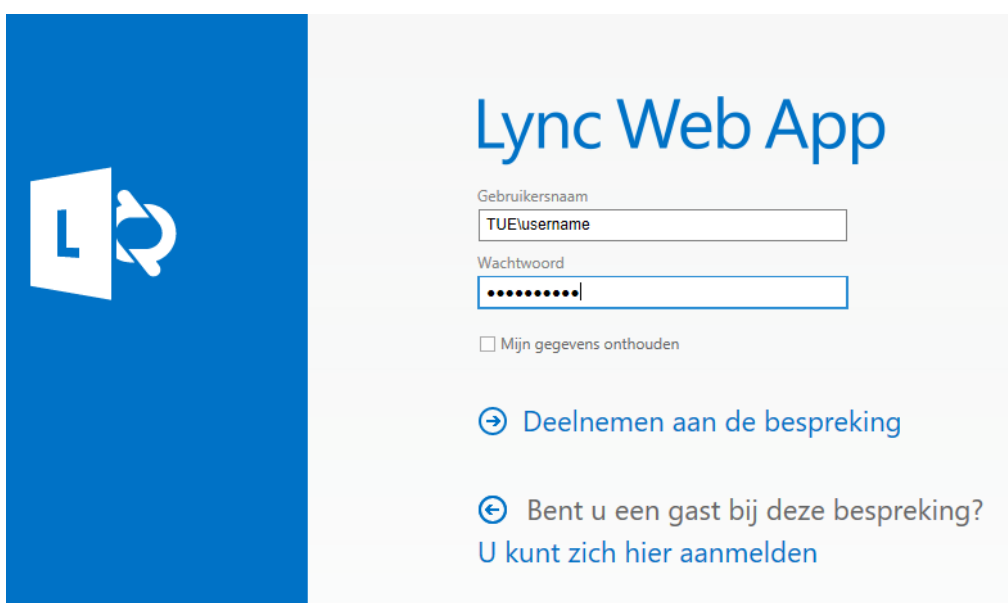 Lync Web App
Gebruikersnaam
TUE\username
Wachtwoord
••••••••••
Mijn gegevens onthouden
Deelnemen aan de bespreking
Bent u een gast bij deze bespreking?
U kunt zich hier aanmelden
L